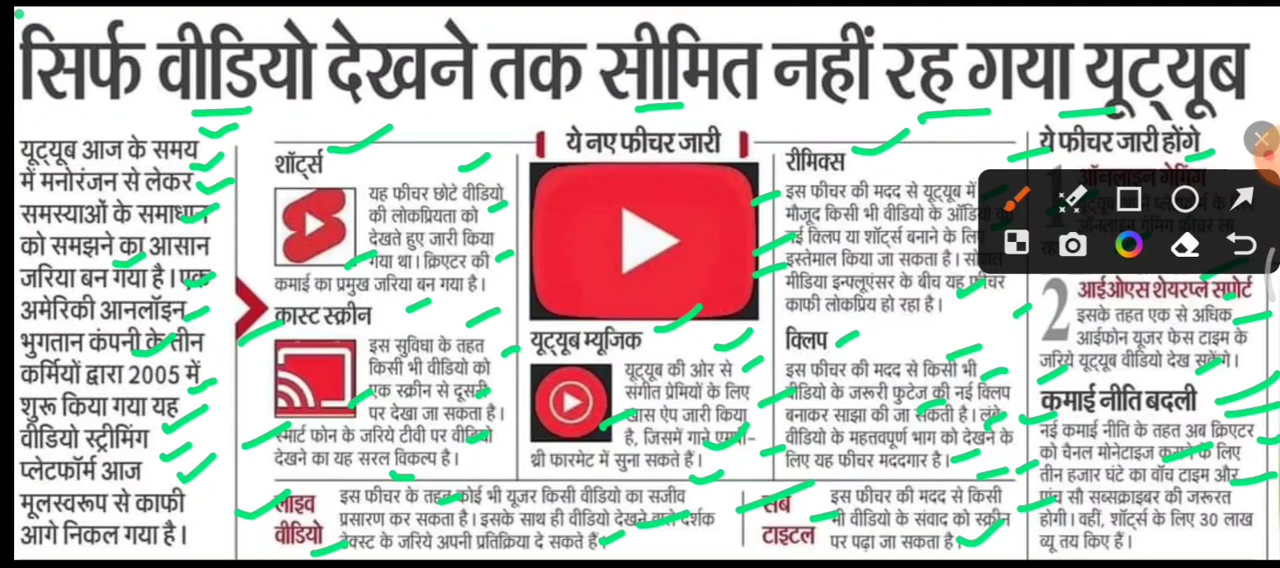 सिर्फ वीडियो देखने तक सीमित नहीं रह गया यूट्यूब
यूट्यूब आज के समय
में मनोरंजन से लेकर
समस्याओं के समाधान
को समझने का आसान
जरिया बन गया है। एक
अमेरिकी आनलॉइन
भुगतान कंपनी के तीन
कर्मियों द्वारा 2005 में
शुरू किया गया यह
वीडियो स्ट्रीमिंग
प्लेटफॉर्म आज
मूलस्वरूप से काफी
आगे निकल गया है।
ये नए फीचर जारी
शॉर्ट्स
यह फीचर छोटे वीडियो
की लोकप्रियता को
देखते हुए जारी किया
गया था। क्रिएटर की
कमाई का प्रमुख जरिया बन गया है।
कास्ट स्क्रीन
इस सुविधा के तहत
किसी भी वीडियो को
एक स्क्रीन से दूसरी
पर देखा जा सकता है।
स्मार्ट फोन के जरिये टीवी पर वीडियो
देखने का यह सरल विकल्प है।
यूट्यूब म्यूजिक
यूट्यूब की ओर से
संगीत प्रेमियों के लिए
खास ऐप जारी किया
है, जिसमें गाने एमपी-
थ्री फारमेट में सुना सकते हैं।
रीमिक्स
इस फीचर की मदद से यूट्यूब में
मौजूद किसी भी वीडियो के ऑडियो को
नई क्लिप या शॉर्ट्स बनाने के लिए
इस्तेमाल किया जा सकता है। सोशल
मीडिया इन्फ्लूएंसर के बीच यह फीचर
काफी लोकप्रिय हो रहा है।
क्लिप
इस फीचर की मदद से किसी भी
वीडियो के जरूरी फुटेज की नई क्लिप
बनाकर साझा की जा सकती है। लंबे
वीडियो के महत्तवपूर्ण भाग को देखने के
लिए यह फीचर मददगार है।
लाइव
वीडियो
इस फीचर के तहत कोई भी यूजर किसी वीडियो का सजीव
प्रसारण कर सकता है। इसके साथ ही वीडियो देखने वाले दर्शक
टेक्स्ट के जरिये अपनी प्रतिक्रिया दे सकते हैं।
सब
टाइटल
इस फीचर की मदद से किसी
भी वीडियो के संवाद को स्क्रीन
पर पढ़ा जा सकता है।
ये फीचर जारी होंगे
1 ऑनलाइन गेमिंग
2 आईओएस शेयरप्ले सपोर्ट
इसके तहत एक से अधिक
आईफोन यूजर फेस टाइम के
जरिये यूट्यूब वीडियो देख सकेंगे।
कमाई नीति बदली
नई कमाई नीति के तहत अब क्रिएटर
को चैनल मोनेटाइज कराने के लिए
तीन हजार घंटे का वॉच टाइम और
पांच सौ सब्सक्राइबर की जरूरत
होगी। वहीं, शॉर्ट्स के लिए 30 लाख
व्यू तय किए हैं।